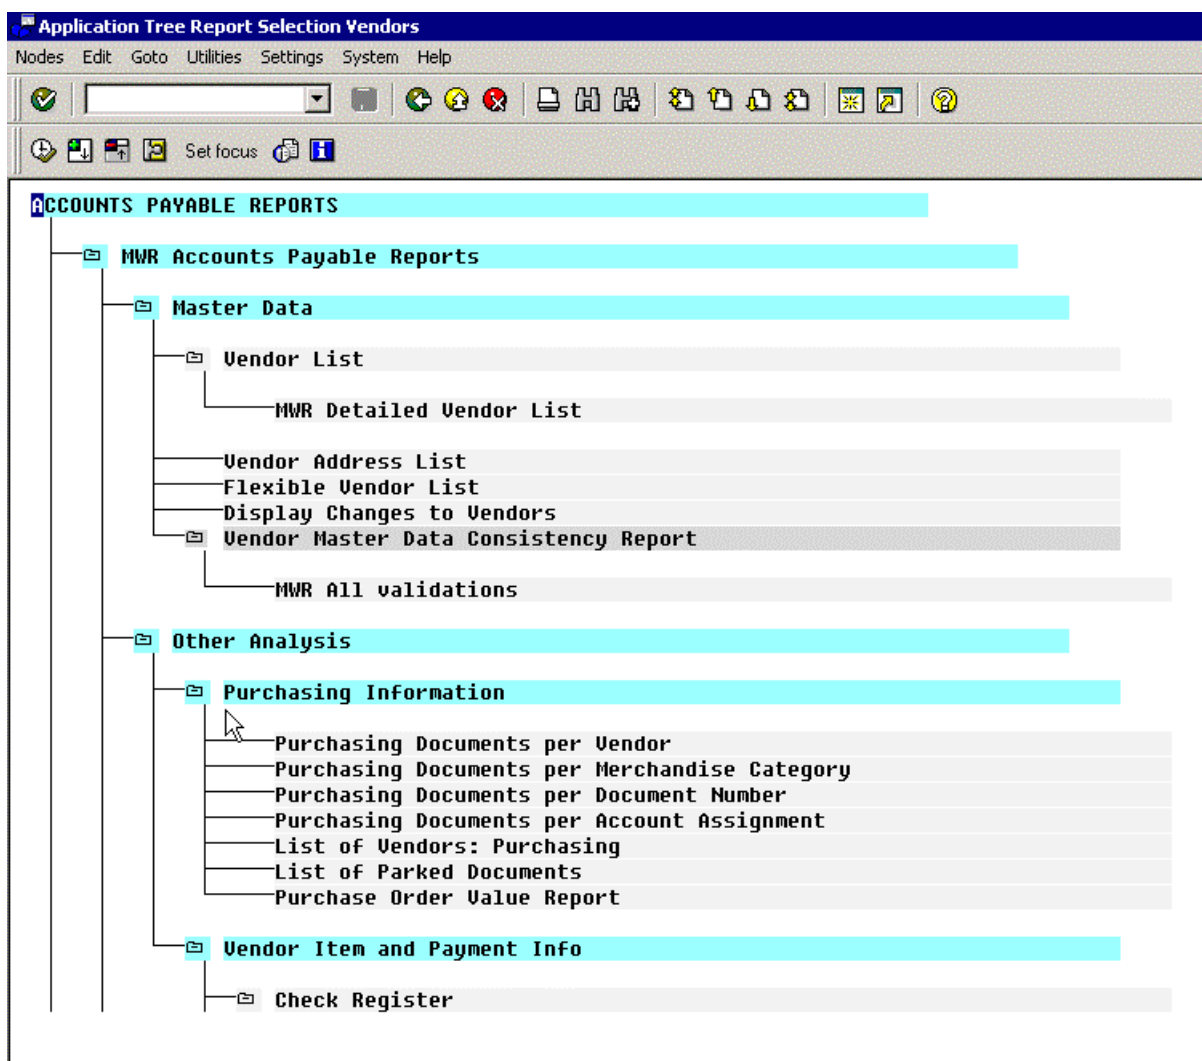 Application Tree Report Selection Vendors
Nodes Edit Goto Utilities Settings System Help
Set focus
ACCOUNTS PAYABLE REPORTS
MWR Accounts Payable Reports
Master Data
Vendor List
MWR Detailed Vendor List
Vendor Address List
Flexible Vendor List
Display Changes to Vendors
Vendor Master Data Consistency Report
MWR All validations
Other Analysis
Purchasing Information
Purchasing Documents per Vendor
Purchasing Documents per Merchandise Category
Purchasing Documents per Document Number
Purchasing Documents per Account Assignment
List of Vendors: Purchasing
List of Parked Documents
Purchase Order Value Report
Vendor Item and Payment Info
Check Register